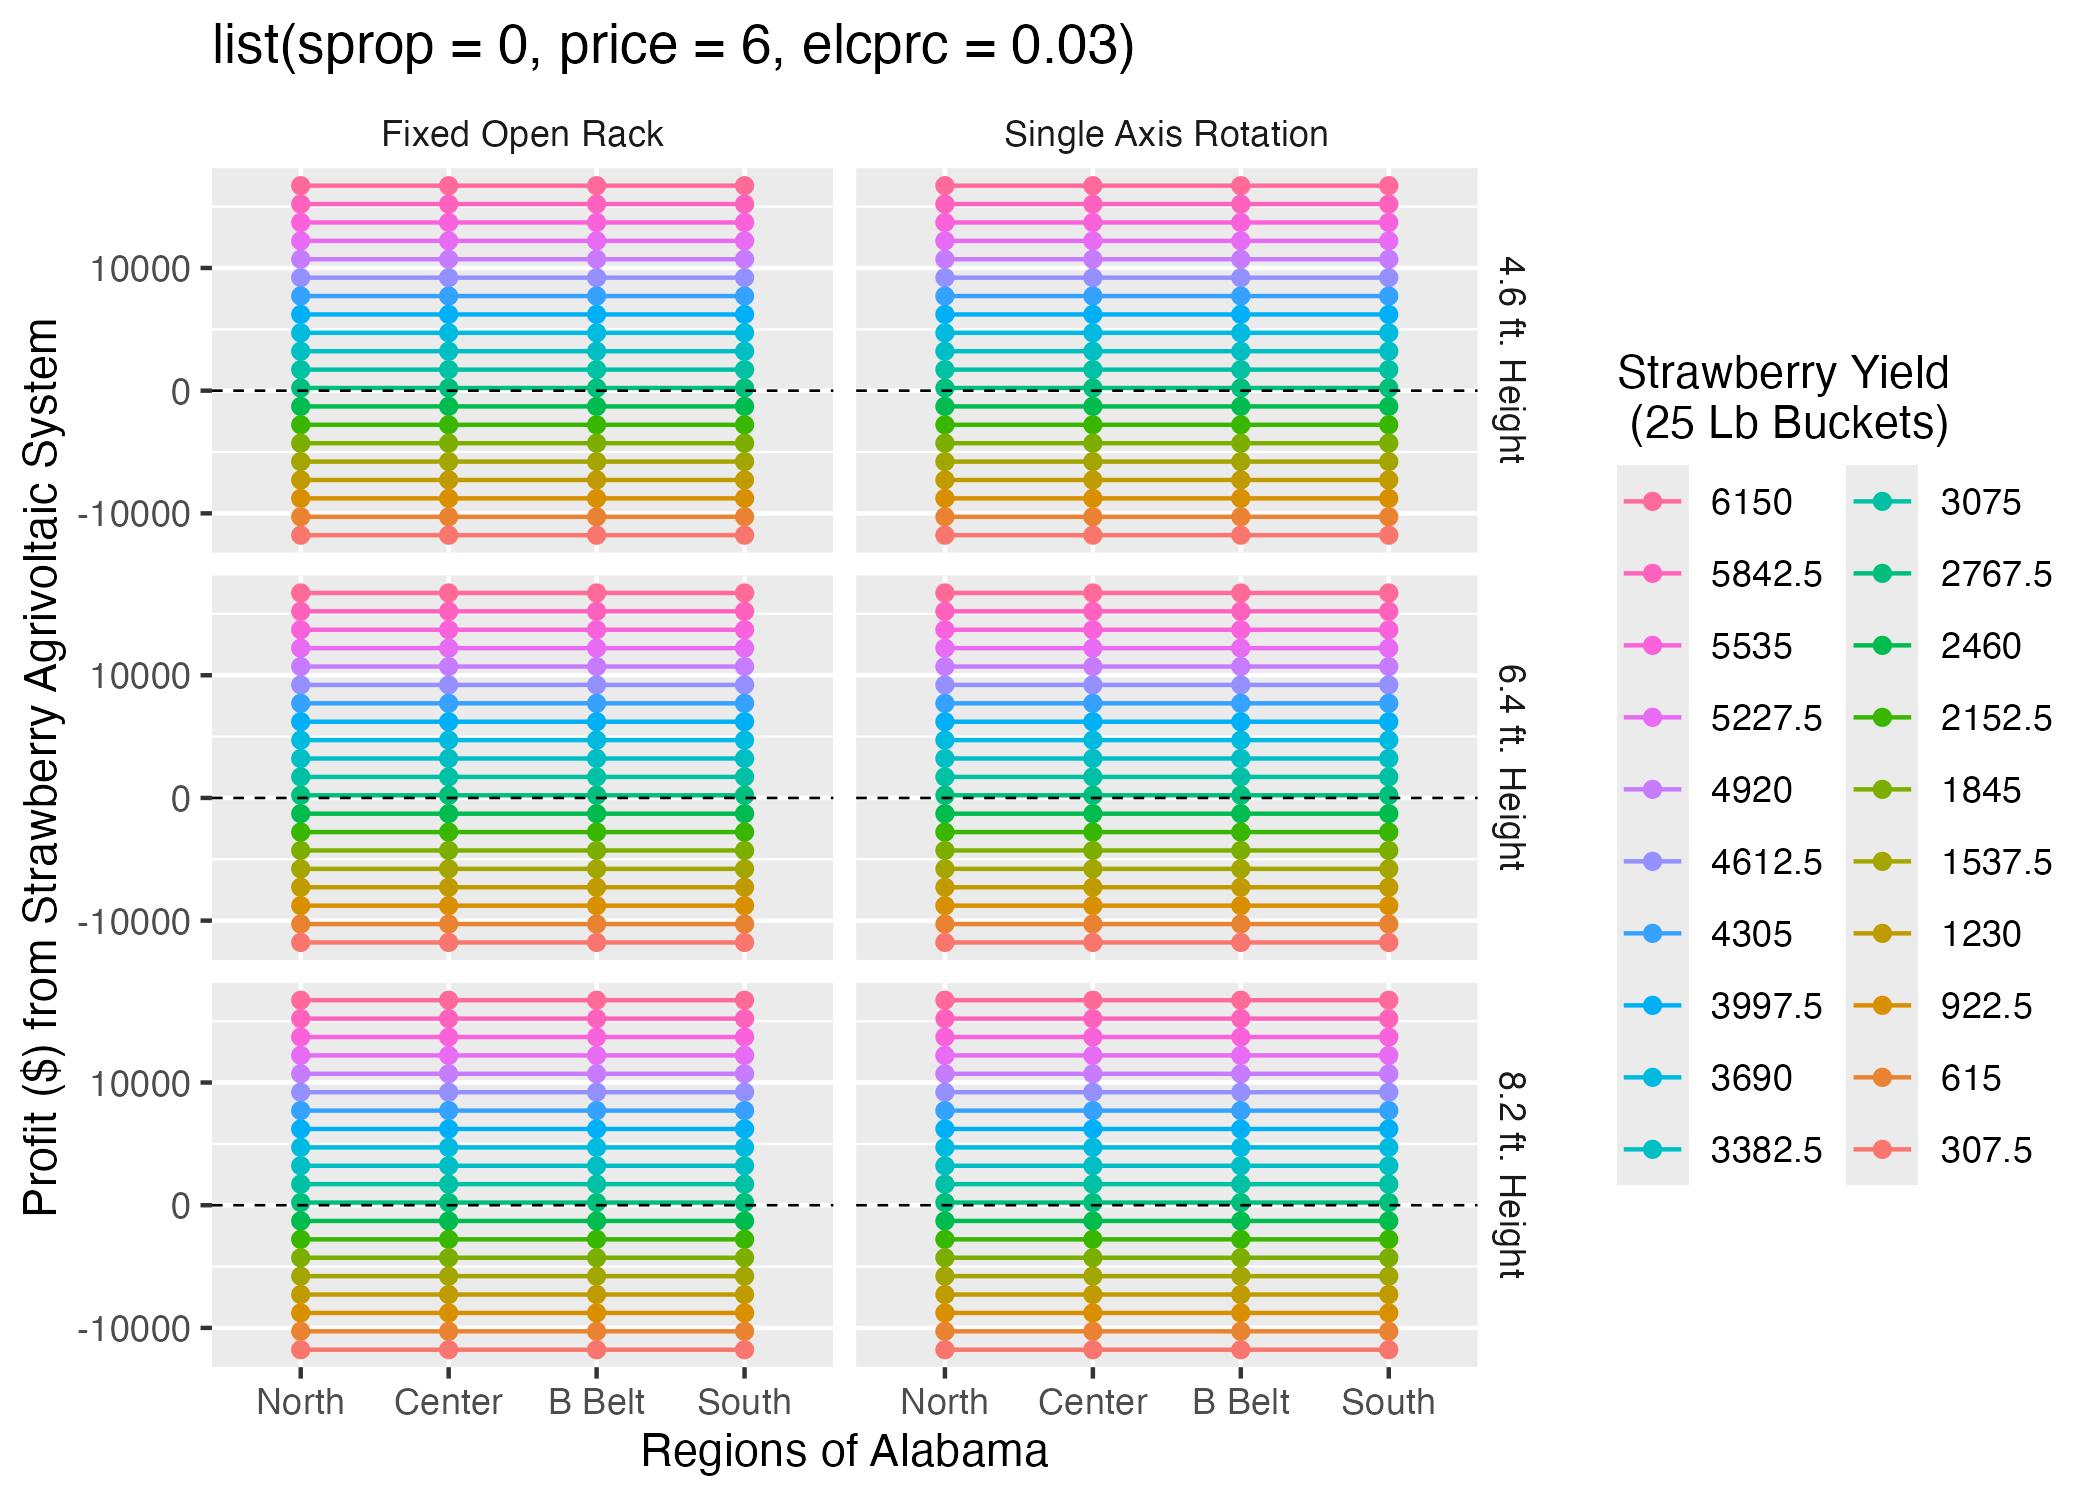 list(sprop = 0, price = 6, elcprc = 0.03)
Fixed Open Rack
Single Axis Rotation
Profit ($) from Strawberry Agrivoltaic System
10000
0
-10000
4.6 ft. Height
10000
0
-10000
6.4 ft. Height
10000
0
-10000
8.2 ft. Height
North Center B Belt South
North Center B Belt South
Regions of Alabama
Strawberry Yield
(25 Lb Buckets)
6150
5842.5
5535
5227.5
4920
4612.5
4305
3997.5
3690
3382.5
3075
2767.5
2460
2152.5
1845
1537.5
1230
922.5
615
307.5